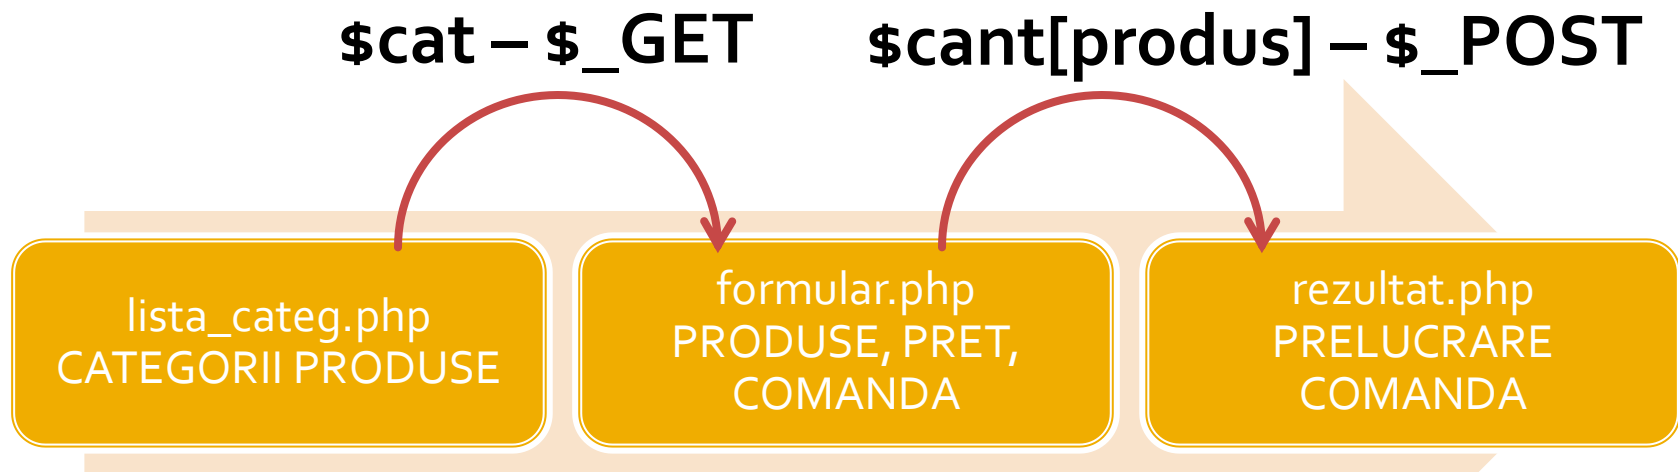 $cat – $_GET
$cant[produs] – $_POST
lista_categ.php
CATEGORII PRODUSE
formular.php
PRODUSE, PRET,
COMANDA
rezultat.php
PRELUCRARE
COMANDA